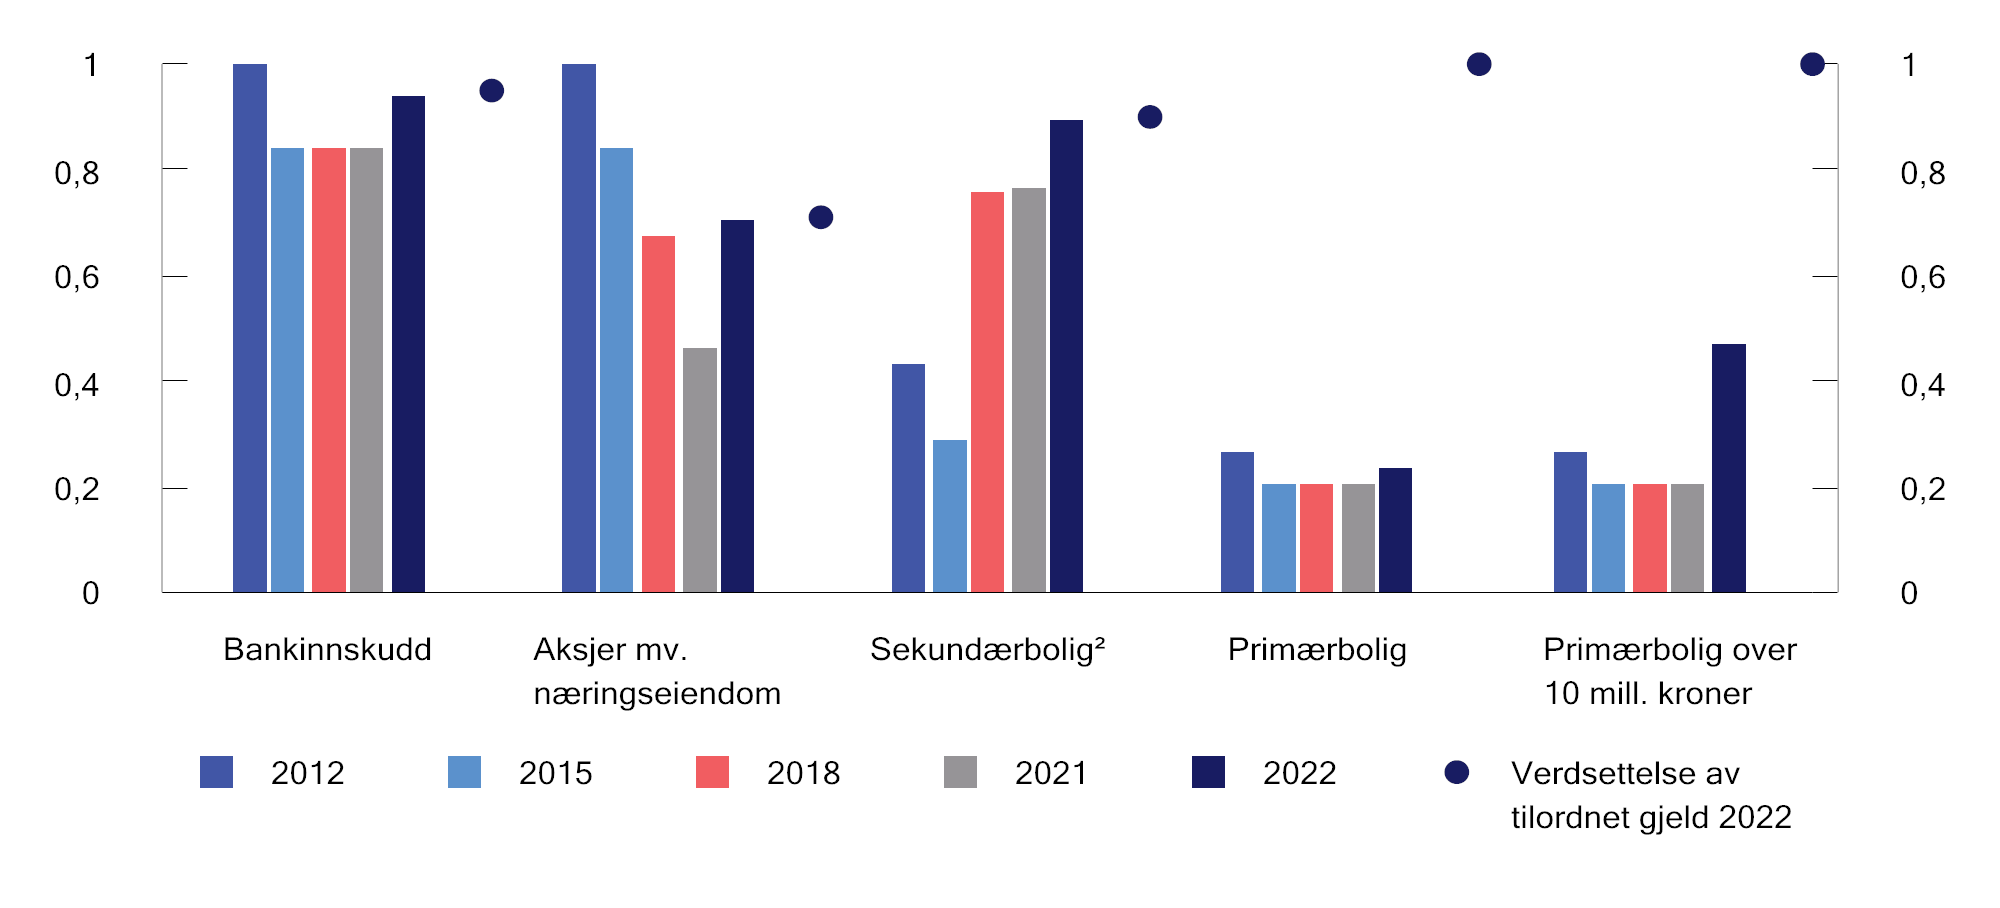 1 1
0,8 0,8
0,6 0,6
0,4 0,4
0,2 0,2
0 0
Bankinnskudd Aksjer mv. Sekundærbolig² Primærbolig Primærbolig over
næringseiendom 10 mill. kroner
2012 2015 2018 2021 2022 Verdsettelse av
tilordnet gjeld 2022